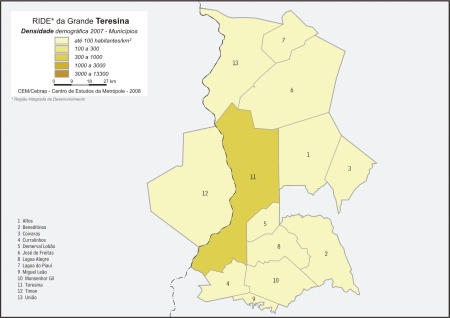 RIDE* da Grande Teresina
Densidade demográfica 2007 - Municípios
até 100 habitantes/km²
100 a 300
300 a 1000
1000 a 3000
3000 a 13300
0 9 18 27 km
CEM/Cebrap - Centro de Estudos da Metrópole - 2008
* Região Integrada de Desenvolvimento
7
13
6
1
3
11
12
5
8
2
10
4
9
1 Altos
2 Beneditinos
3 Coivaras
4 Curralinhos
5 Demerval Lobão
6 José de Freitas
8 Lagoa Alegre
7 Lagoa do Piauí
9 Miguel Leão
10 Monsenhor Gil
11 Teresina
12 Timon
13 União